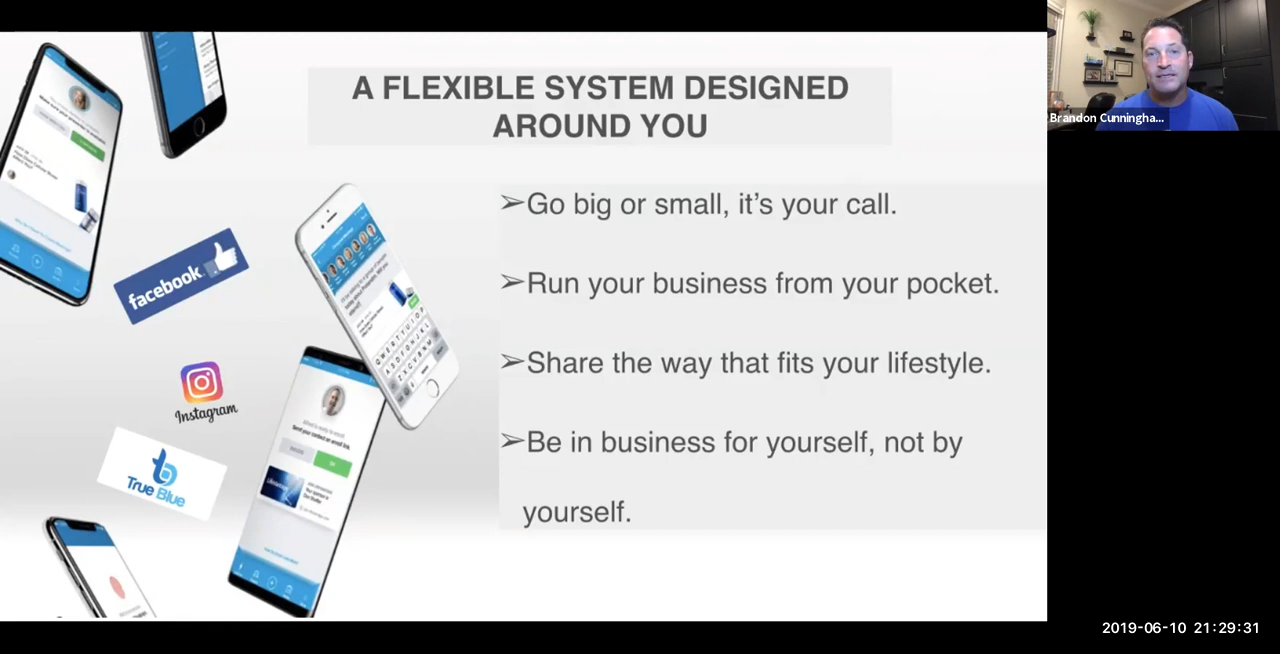 A FLEXIBLE SYSTEM DESIGNED
AROUND YOU
➢Go big or small, it's your call.
➢Run your business from your pocket.
➢Share the way that fits your lifestyle.
➢Be in business for yourself, not by
yourself.
facebook
Instagram
True Blue
Brandon Cunningha...
2019-06-10 21:29:31